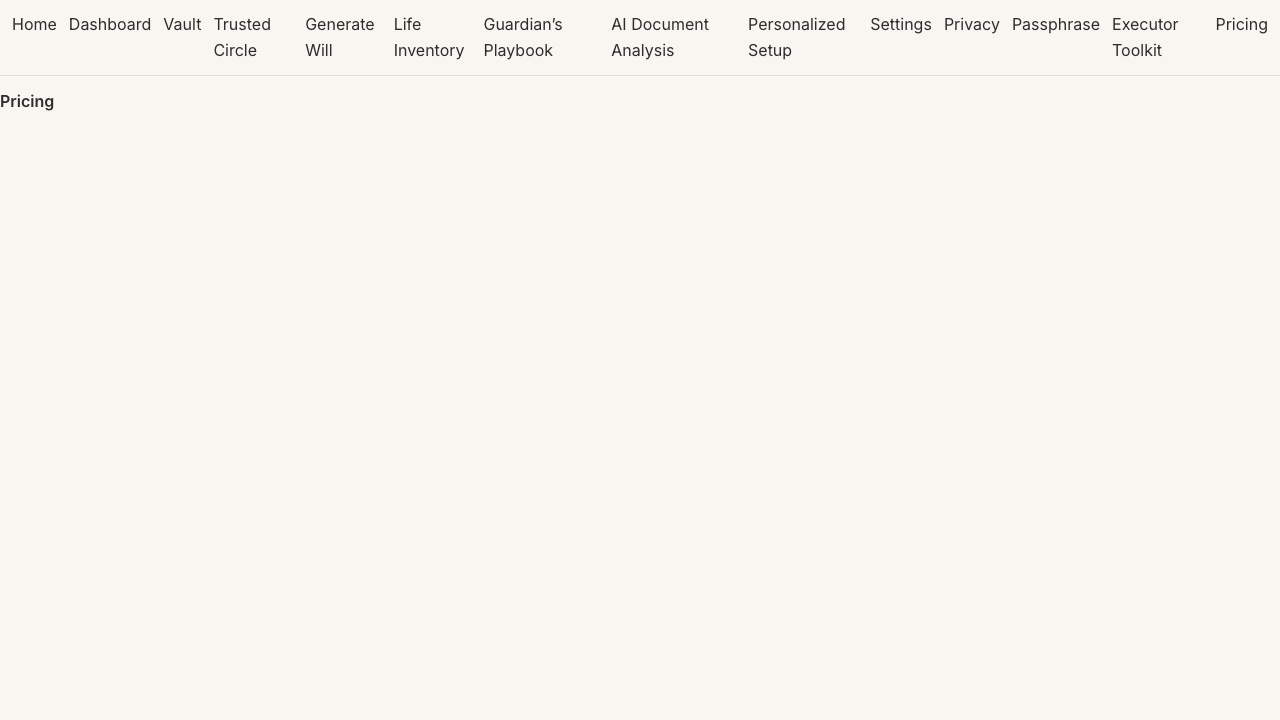 Home Dashboard Vault Trusted Circle Generate Will Life Inventory Guardian’s Playbook AI Document Analysis Personalized Setup Settings Privacy Passphrase Executor Toolkit Pricing
Pricing